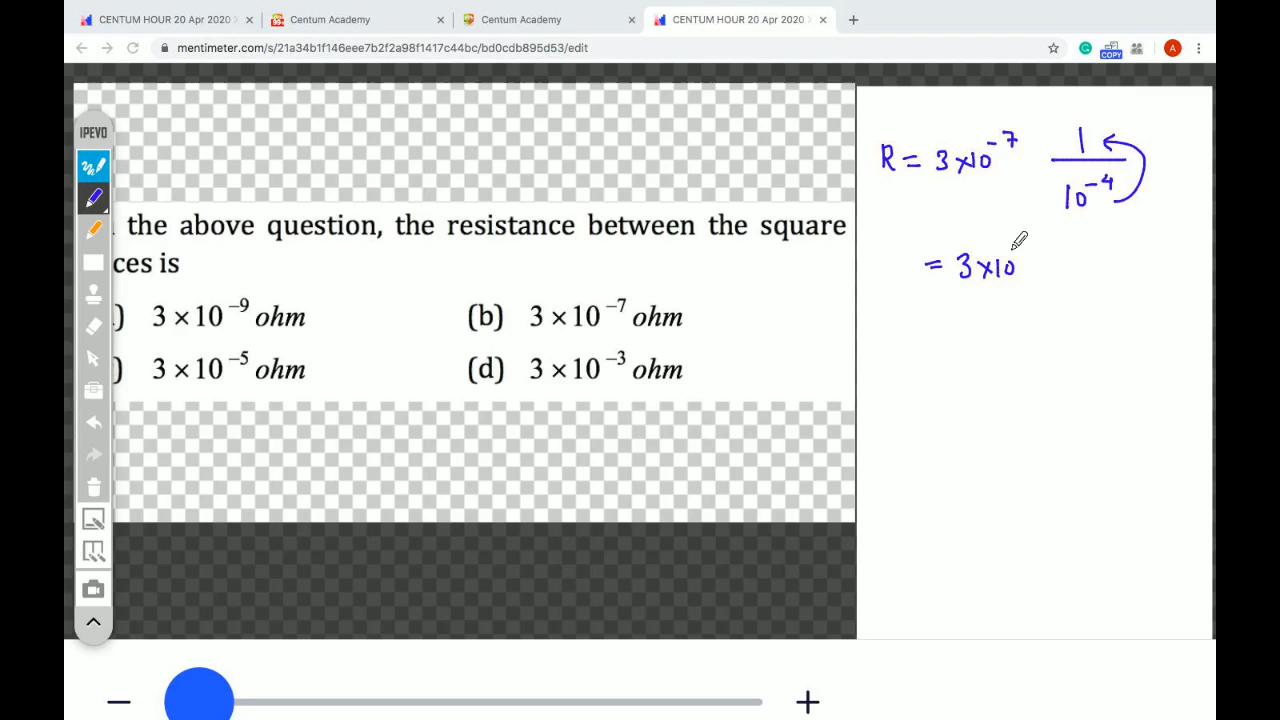 CENTUM HOUR 20 Apr 2020
Centum Academy
Centum Academy
CENTUM HOUR 20 Apr 2020
mentimeter.com/s/21a34b1f146eee7b2f2a98f1417c44bc/bd0cdb895d53/edit
COPY
A
IPEVO
the above question, the resistance between the square
ces is
) 3 × 10⁻⁹ ohm (b) 3 × 10⁻⁷ ohm
) 3 × 10⁻⁵ ohm (d) 3 × 10⁻³ ohm
R = 3×10⁻⁷ 1
10⁻⁴
= 3×10
− +